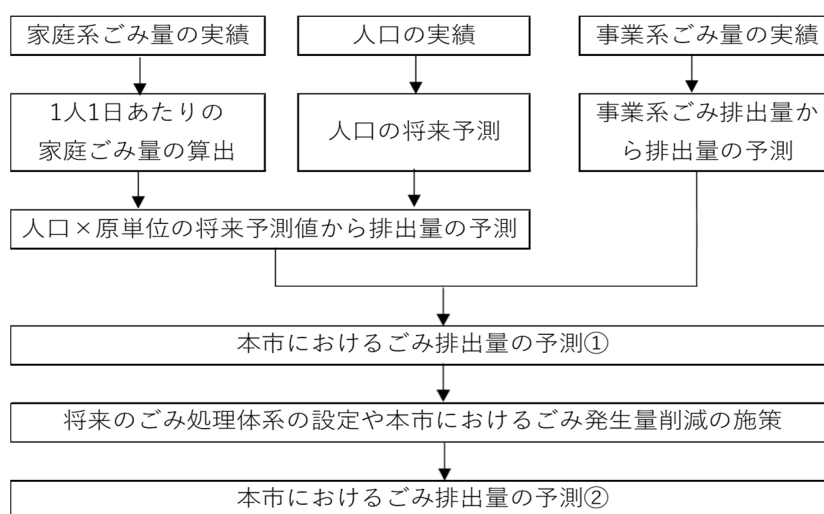 家庭系ごみ量の実績
人口の実績
事業系ごみ量の実績
1人1日あたりの
家庭ごみ量の算出
人口の将来予測
事業系ごみ排出量か
ら排出量の予測
人口×原単位の将来予測値から排出量の予測
本市におけるごみ排出量の予測①
将来のごみ処理体系の設定や本市におけるごみ発生量削減の施策
本市におけるごみ排出量の予測②